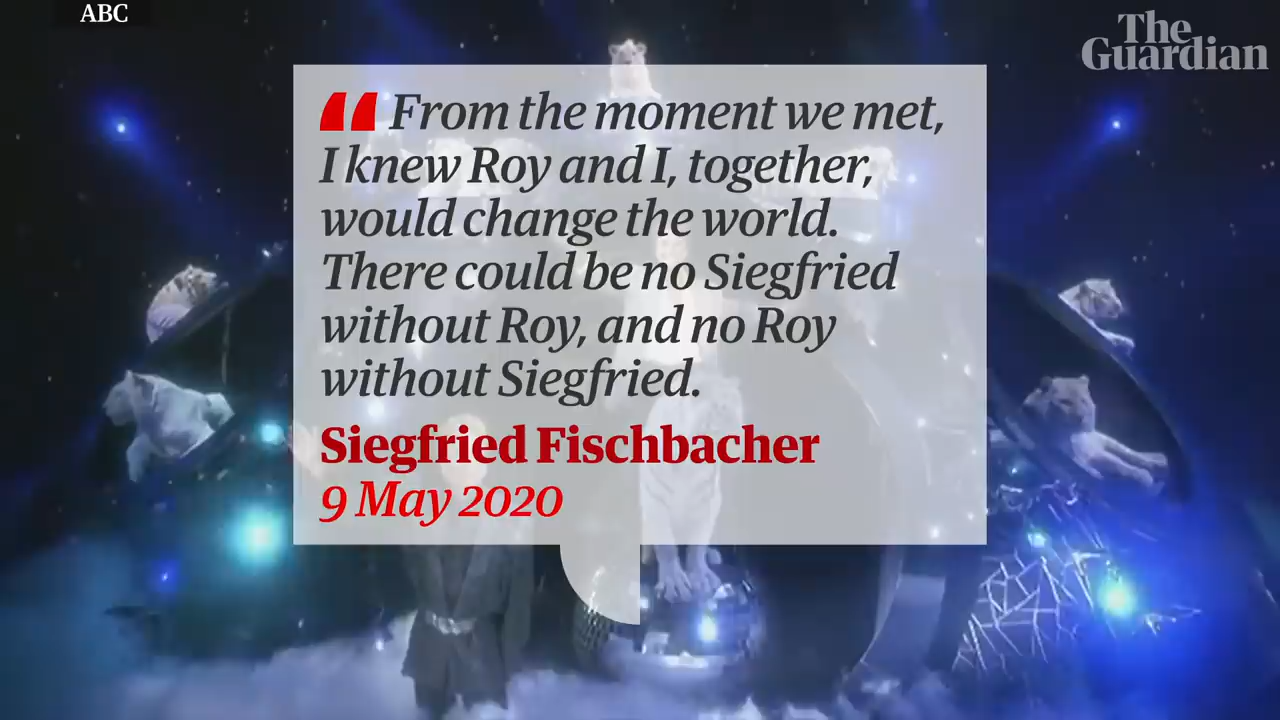 ABC
The
Guardian
“ From the moment we met,
I knew Roy and I, together,
would change the world.
There could be no Siegfried
without Roy, and no Roy
without Siegfried.
Siegfried Fischbacher
9 May 2020